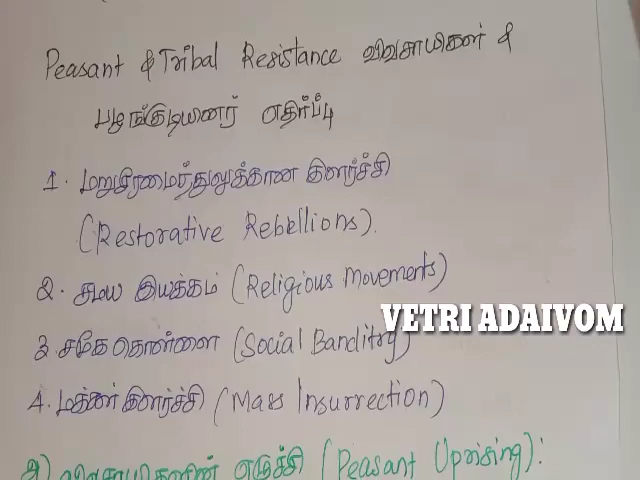 Peasant & Tribal Resistance விவசாயிகள் &
பழங்குடியினர் எதிர்ப்பு
1. மறுசீரமைத்தலுக்கான கிளர்ச்சி
(Restorative Rebellions).
2. சமய இயக்கம் (Religious Movements)
VETRI ADAIVOM
3. சமூக கொள்ளை (Social Banditry)
4. மக்கள் கிளர்ச்சி (Mass Insurrection)
அ) விவசாயிகளின் எழுச்சி (Peasant Uprising):